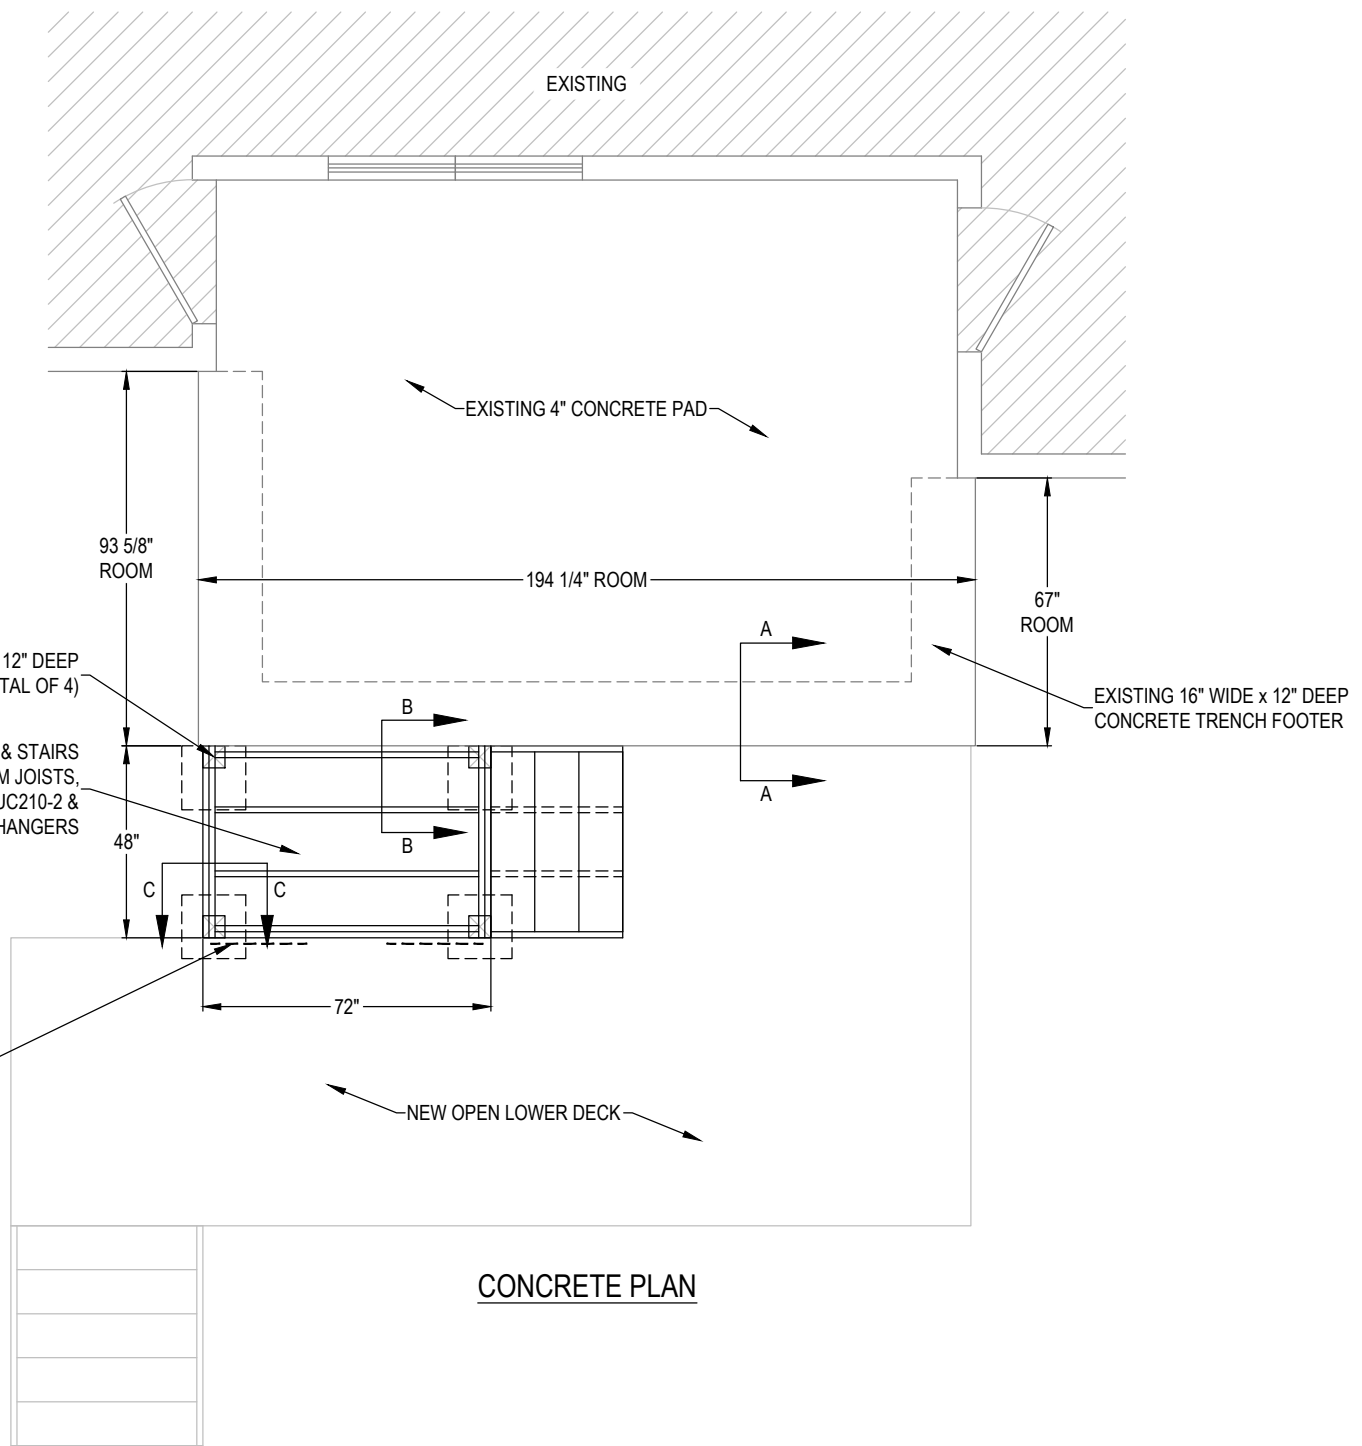 EXISTING
EXISTING 4" CONCRETE PAD
93 5/8"
ROOM
194 1/4" ROOM
67"
ROOM
A
A
12" DEEP
TAL OF 4)
EXISTING 16" WIDE x 12" DEEP
CONCRETE TRENCH FOOTER
B
B
& STAIRS
M JOISTS,
JC210-2 &
HANGERS
48"
C
C
72"
NEW OPEN LOWER DECK
CONCRETE PLAN